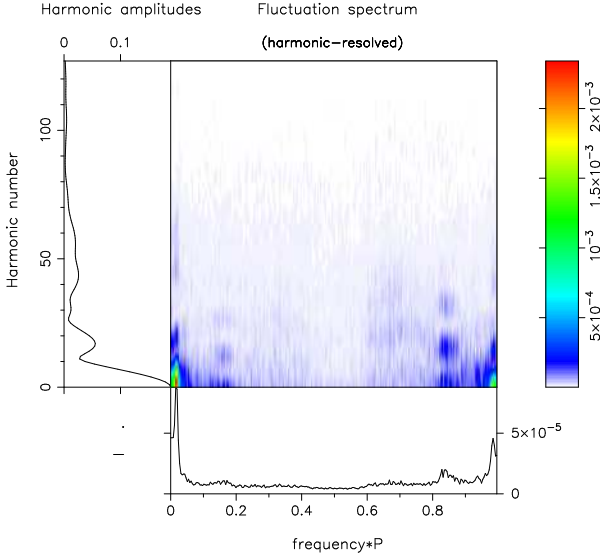 Harmonic amplitudes Fluctuation spectrum
0 0.1 (harmonic−resolved)
Harmonic number
100
50
0
2×10⁻³
1.5×10⁻³
10⁻³
5×10⁻⁴
5×10⁻⁵
0
0 0.2 0.4 0.6 0.8
frequency*P